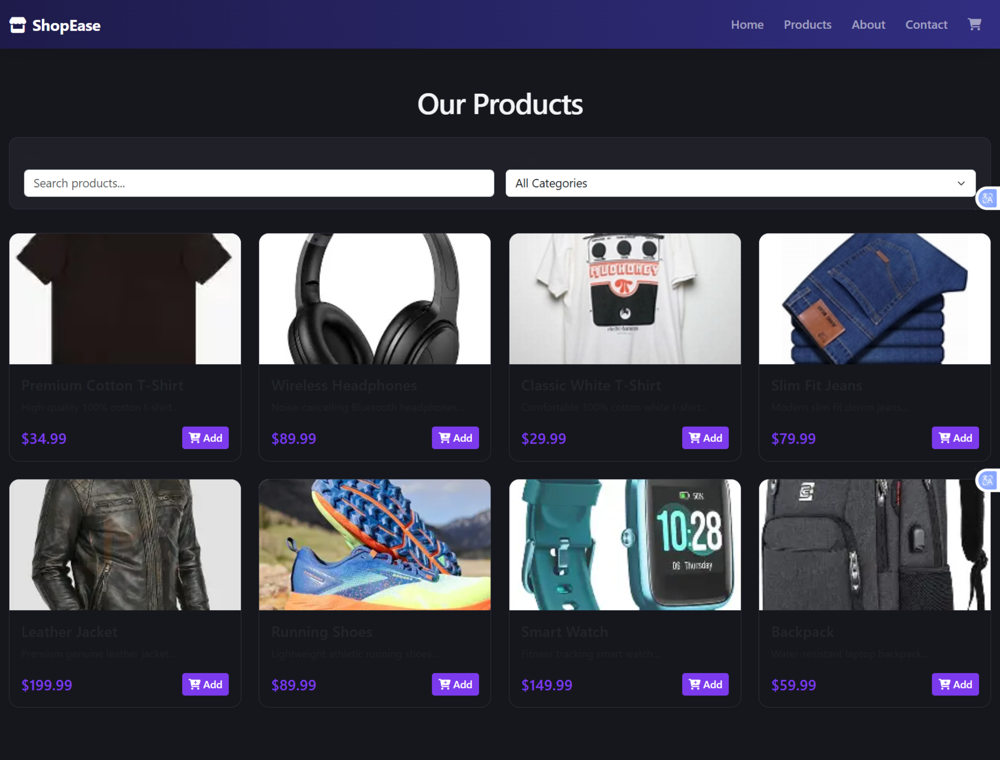 ShopEase
Home Products About Contact
Our Products
Search products...
All Categories
MUDHONEY
Premium Cotton T-Shirt
High-quality 100% cotton t-shirt...
$34.99 Add
Wireless Headphones
Noise-cancelling Bluetooth headphones...
$89.99 Add
Classic White T-Shirt
Comfortable 100% cotton white t-shirt...
$29.99 Add
Slim Fit Jeans
Modern slim fit denim jeans...
$79.99 Add
50%
10:28
06 Thursday
Leather Jacket
Premium genuine leather jacket...
$199.99 Add
Running Shoes
Lightweight athletic running shoes...
$89.99 Add
Smart Watch
Fitness tracking smart watch...
$149.99 Add
Backpack
Water-resistant laptop backpack...
$59.99 Add